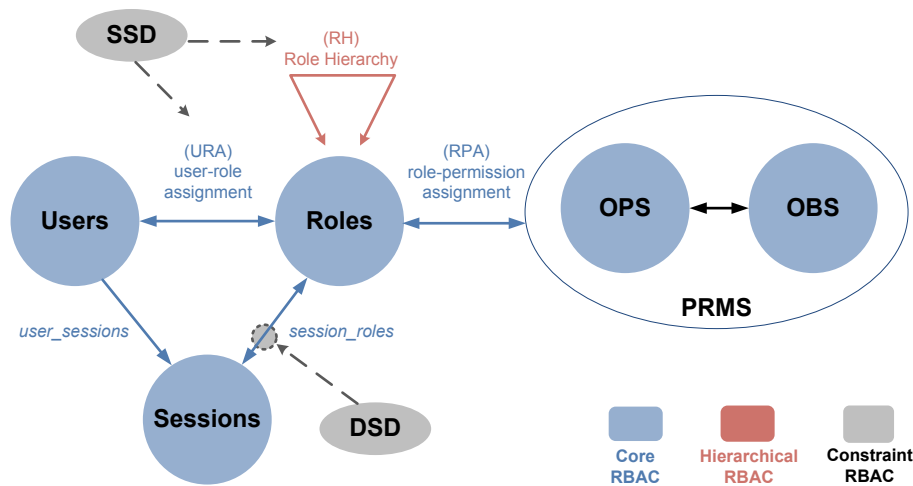 SSD
(RH)
Role Hierarchy
(URA)
user-role
assignment
(RPA)
role-permission
assignment
Users
Roles
OPS
OBS
PRMS
user_sessions
session_roles
Sessions
DSD
Core
RBAC
Hierarchical
RBAC
Constraint
RBAC